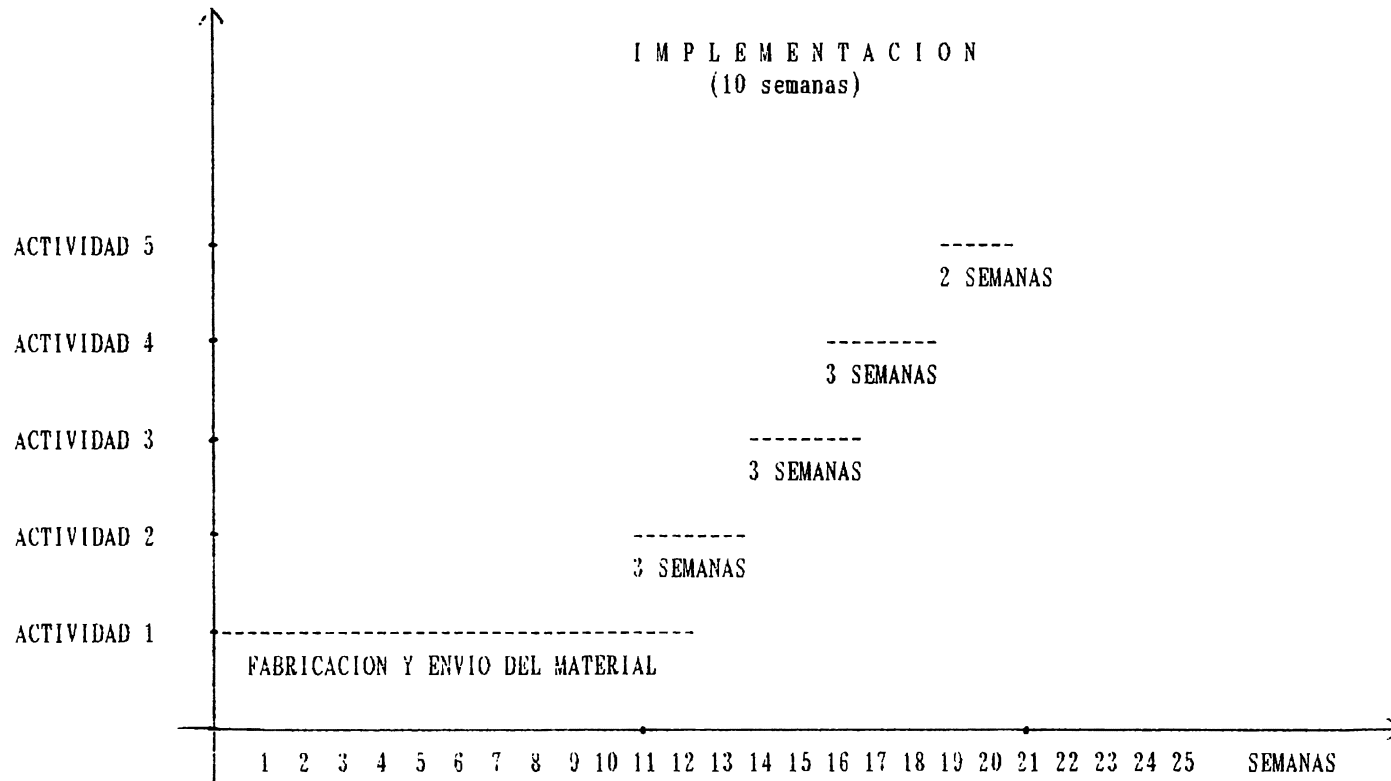 I M P L E M E N T A C I O N
(10 semanas)
ACTIVIDAD 5
2 SEMANAS
ACTIVIDAD 4
3 SEMANAS
ACTIVIDAD 3
3 SEMANAS
ACTIVIDAD 2
3 SEMANAS
ACTIVIDAD 1
FABRICACION Y ENVIO DEL MATERIAL
1 2 3 4 5 6 7 8 9 10 11 12 13 14 15 16 17 18 19 20 21 22 23 24 25 SEMANAS